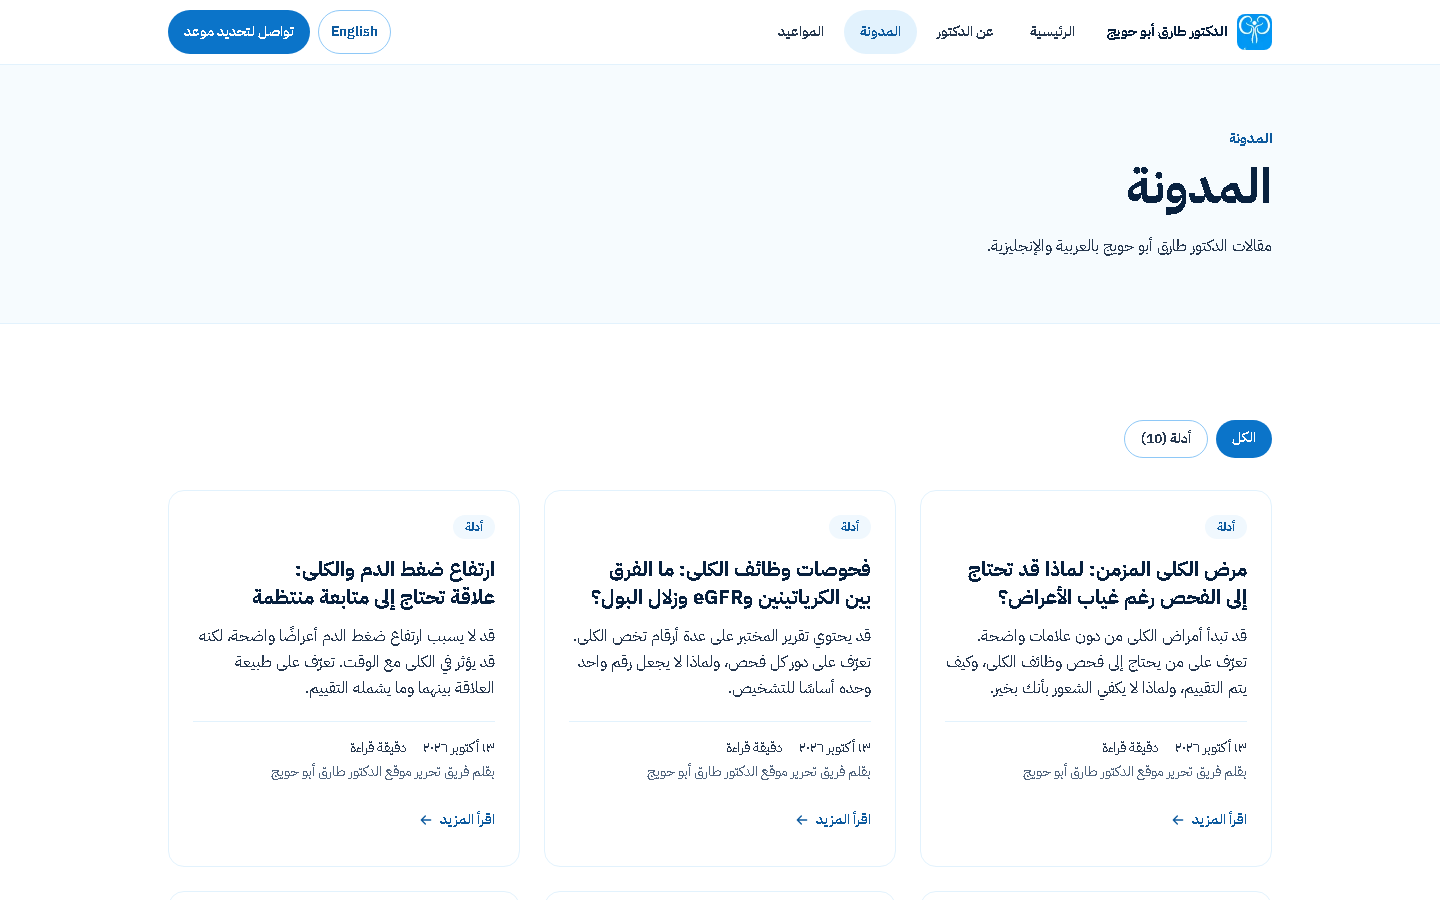 الدكتور طارق أبو حويج
الرئيسية
عن الدكتور
المدونة
المواعيد
English
تواصل لتحديد موعد
المدونة
المدونة
مقالات الدكتور طارق أبو حويج بالعربية والإنجليزية.
الكل
أدلة (10)
أدلة
مرض الكلى المزمن: لماذا قد تحتاج
إلى الفحص رغم غياب الأعراض؟
قد تبدأ أمراض الكلى من دون علامات واضحة.
تعرّف على من يحتاج إلى فحص وظائف الكلى، وكيف
يتم التقييم، ولماذا لا يكفي الشعور بأنك بخير.
١٣ أكتوبر ٢٠٢٦ دقيقة قراءة
بقلم فريق تحرير موقع الدكتور طارق أبو حويج
اقرأ المزيد ←
أدلة
فحوصات وظائف الكلى: ما الفرق
بين الكرياتينين وeGFR وزلال البول؟
قد يحتوي تقرير المختبر على عدة أرقام تخص الكلى.
تعرّف على دور كل فحص، ولماذا لا يجعل رقم واحد
وحده أساسًا للتشخيص.
١٣ أكتوبر ٢٠٢٦ دقيقة قراءة
بقلم فريق تحرير موقع الدكتور طارق أبو حويج
اقرأ المزيد ←
أدلة
ارتفاع ضغط الدم والكلى:
علاقة تحتاج إلى متابعة منتظمة
قد لا يسبب ارتفاع ضغط الدم أعراضًا واضحة، لكنه
قد يؤثر في الكلى مع الوقت. تعرّف على طبيعة
العلاقة بينهما وما يشمله التقييم.
١٣ أكتوبر ٢٠٢٦ دقيقة قراءة
بقلم فريق تحرير موقع الدكتور طارق أبو حويج
اقرأ المزيد ←